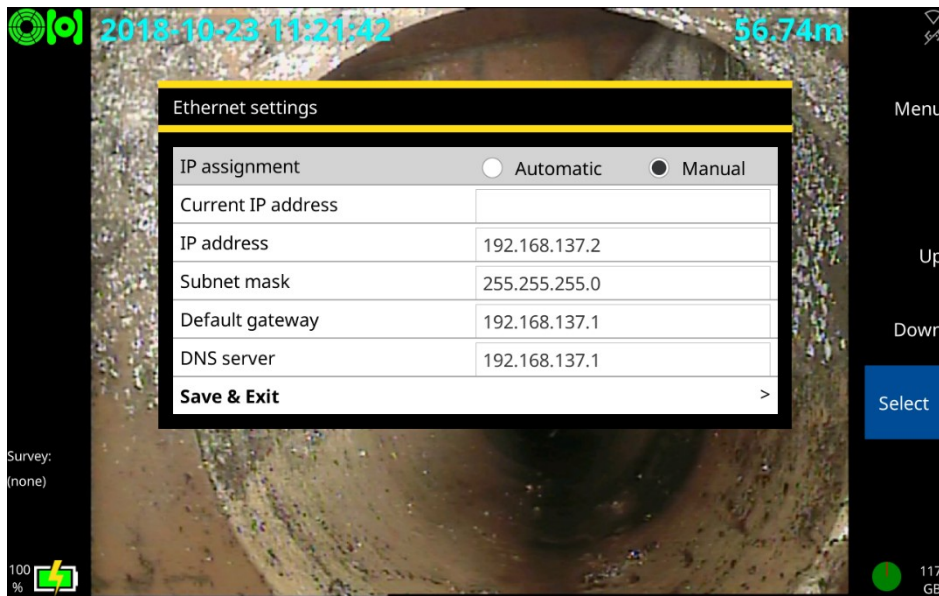 2018-10-23 11:21:42 56.74m
Menu
Ethernet settings
IP assignment Automatic Manual
Current IP address
IP address 192.168.137.2
Subnet mask 255.255.255.0
Up
Default gateway 192.168.137.1
Down
DNS server 192.168.137.1
Save & Exit >
Select
Survey:
(none)
100
%
117
GB